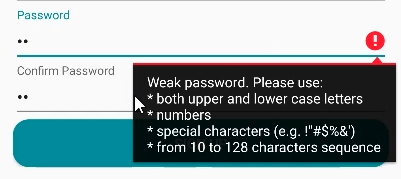 Password
••
Confirm Password
••
Weak password. Please use:
* both upper and lower case letters
* numbers
* special characters (e.g. !"#$%&')
* from 10 to 128 characters sequence